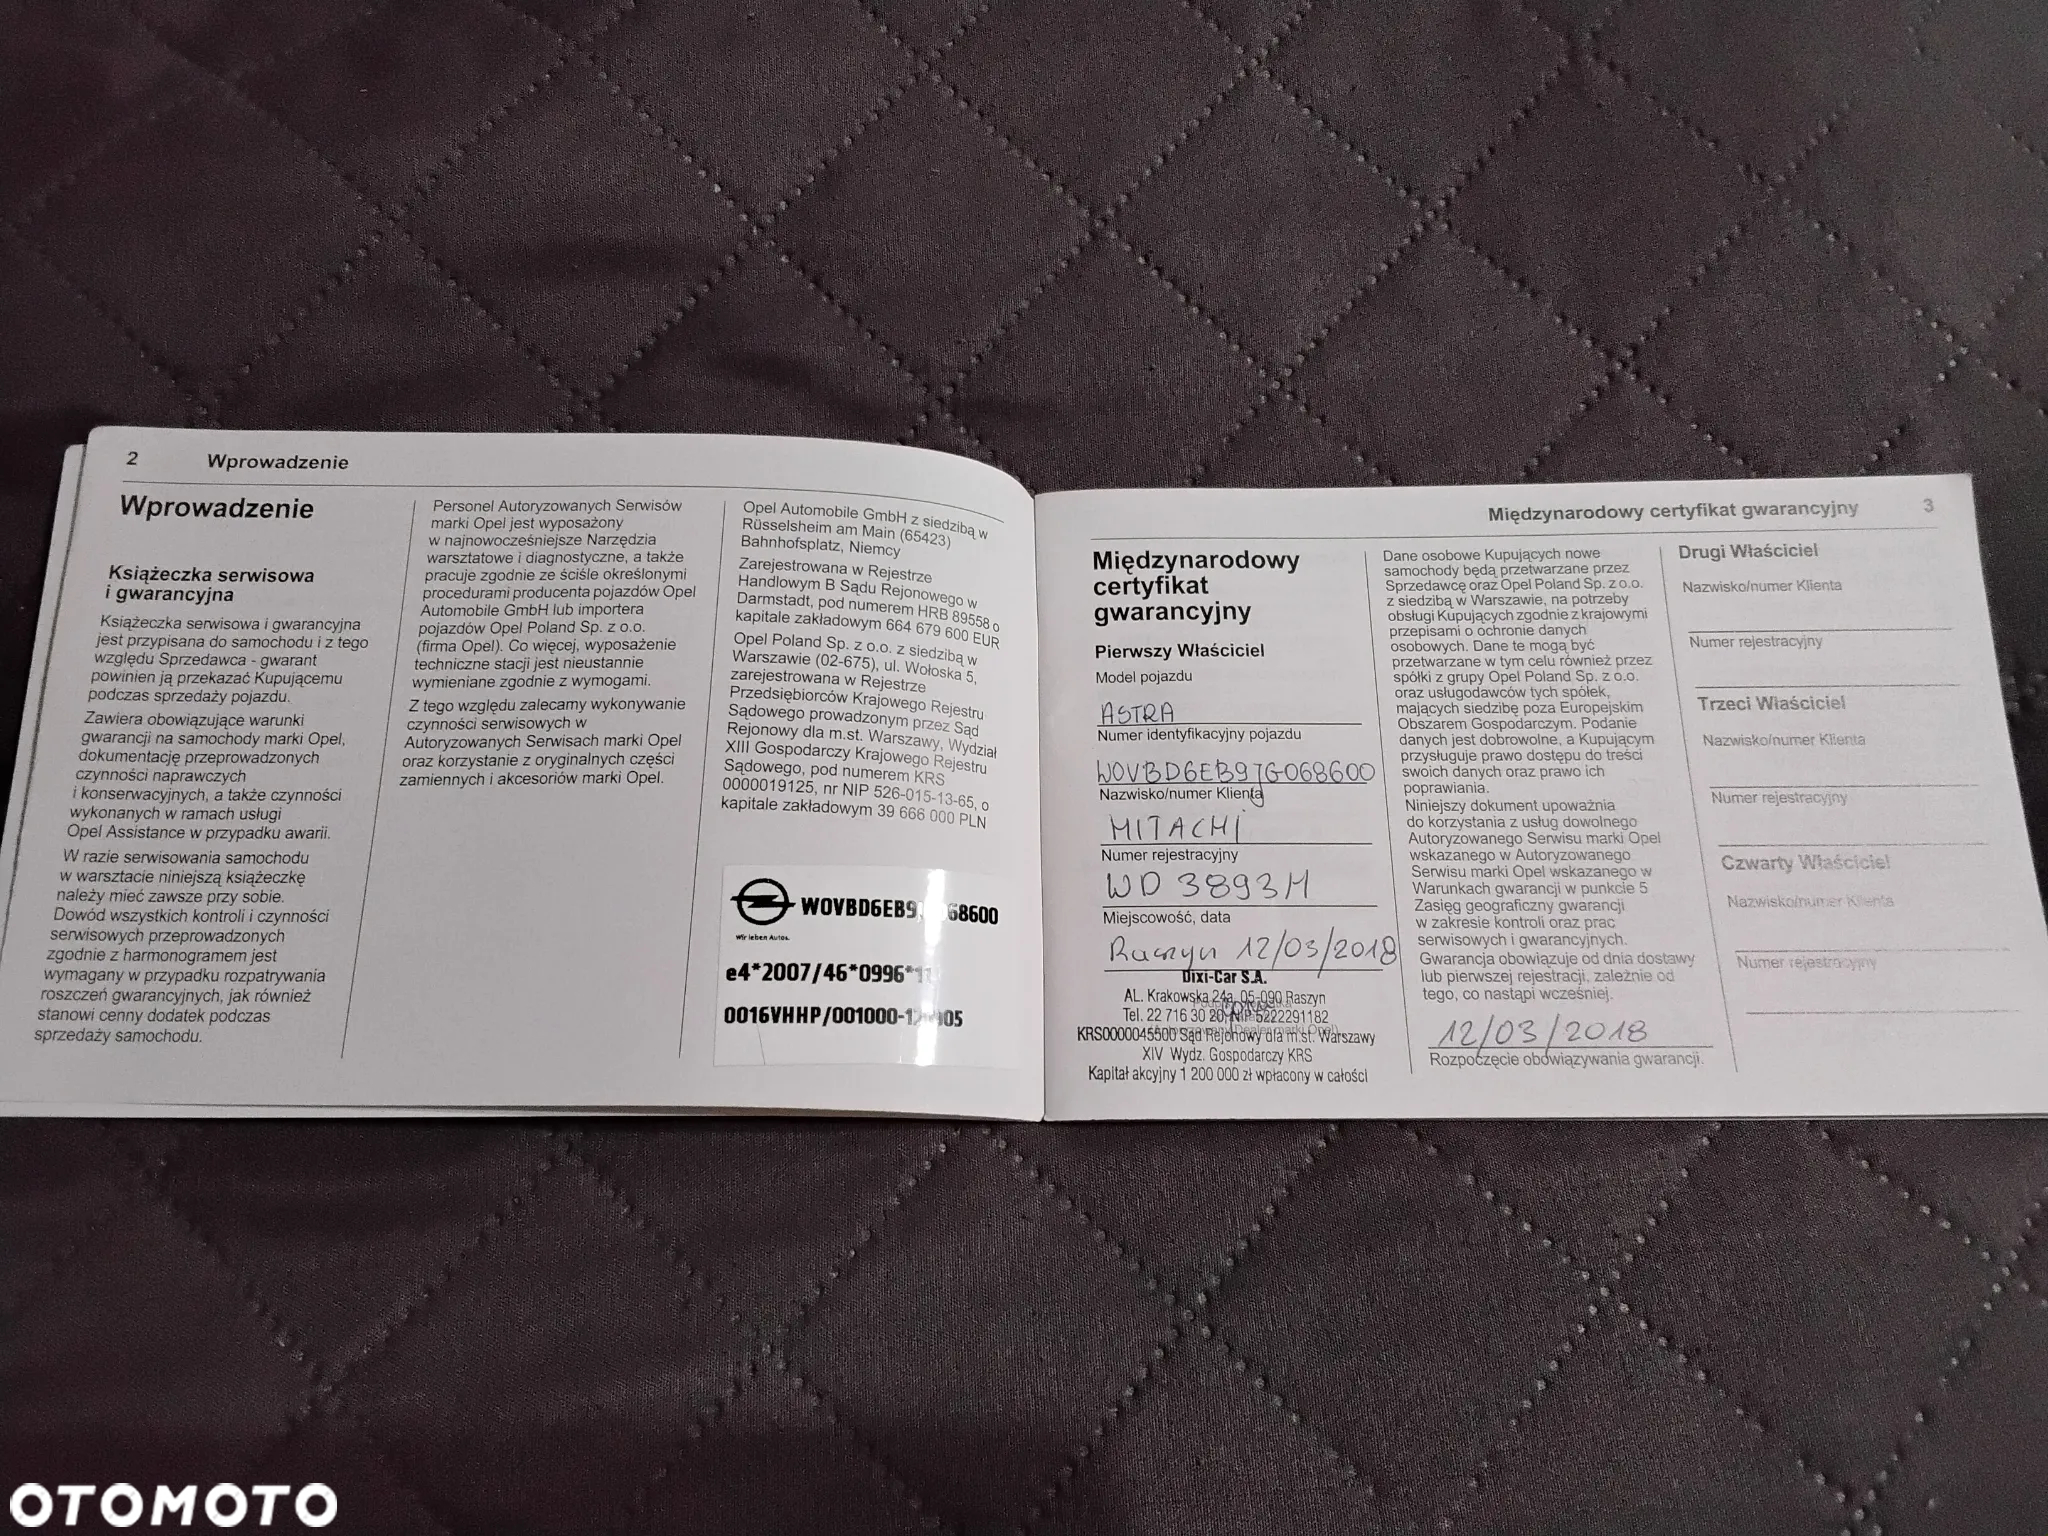 2 Wprowadzenie
Wprowadzenie
Książeczka serwisowa
i gwarancyjna
Książeczka serwisowa i gwarancyjna
jest przypisana do samochodu i z tego
względu Sprzedawca - gwarant
powinien ją przekazać Kupującemu
podczas sprzedaży pojazdu.
Zawiera obowiązujące warunki
gwarancji na samochody marki Opel,
dokumentację przeprowadzonych
czynności naprawczych
i konserwacyjnych, a także czynności
wykonanych w ramach usługi
Opel Assistance w przypadku awarii.
W razie serwisowania samochodu
w warsztacie niniejszą książeczkę
należy mieć zawsze przy sobie.
Dowód wszystkich kontroli i czynności
serwisowych przeprowadzonych
zgodnie z harmonogramem jest
wymagany w przypadku rozpatrywania
roszczeń gwarancyjnych, jak również
stanowi cenny dodatek podczas
sprzedaży samochodu.
Personel Autoryzowanych Serwisów
marki Opel jest wyposażony
w najnowocześniejsze Narzędzia
warsztatowe i diagnostyczne, a także
pracuje zgodnie ze ściśle określonymi
procedurami producenta pojazdów Opel
Automobile GmbH lub importera
pojazdów Opel Poland Sp. z o.o.
(firma Opel). Co więcej, wyposażenie
techniczne stacji jest nieustannie
wymieniane zgodnie z wymogami.
Z tego względu zalecamy wykonywanie
czynności serwisowych w
Autoryzowanych Serwisach marki Opel
oraz korzystanie z oryginalnych części
zamiennych i akcesoriów marki Opel.
Opel Automobile GmbH z siedzibą w
Rüsselsheim am Main (65423)
Bahnhofsplatz, Niemcy
Zarejestrowana w Rejestrze
Handlowym B Sądu Rejonowego w
Darmstadt, pod numerem HRB 89558 o
kapitale zakładowym 664 679 600 EUR
Opel Poland Sp. z o.o. z siedzibą w
Warszawie (02-675), ul. Wołoska 5,
zarejestrowana w Rejestrze
Przedsiębiorców Krajowego Rejestru
Sądowego prowadzonym przez Sąd
Rejonowy dla m.st. Warszawy, Wydział
XIII Gospodarczy Krajowego Rejestru
Sądowego, pod numerem KRS
0000019125, nr NIP 526-015-13-65, o
kapitale zakładowym 39 666 000 PLN
Wir leben Autos.
e4*2007/46*0996*
Międzynarodowy certyfikat gwarancyjny 3
Międzynarodowy
certyfikat
gwarancyjny
Pierwszy Właściciel
Model pojazdu
ASTRA
Numer identyfikacyjny pojazdu
W0VBD6EB9JG068600
Nazwisko/numer Klienta
HITACHI
Numer rejestracyjny
WD 3893M
Miejscowość, data
Raszyn 12/03/2018
Dixi-Car S.A.
AL. Krakowska 24a, 05-090 Raszyn
Tel. 22 716 30 20, NIP 5222291182
KRS0000045500 Sąd Rejonowy dla m.st. Warszawy
XIV Wydz. Gospodarczy KRS
Kapitał akcyjny 1 200 000 zł wpłacony w całości
Dane osobowe Kupujących nowe
samochody będą przetwarzane przez
Sprzedawcę oraz Opel Poland Sp. z o.o.
z siedzibą w Warszawie, na potrzeby
obsługi Kupujących zgodnie z krajowymi
przepisami o ochronie danych
osobowych. Dane te mogą być
przetwarzane w tym celu również przez
spółki z grupy Opel Poland Sp. z o.o.
oraz usługodawców tych spółek,
mających siedzibę poza Europejskim
Obszarem Gospodarczym. Podanie
danych jest dobrowolne, a Kupującym
przysługuje prawo dostępu do treści
swoich danych oraz prawo ich
poprawiania.
Niniejszy dokument upoważnia
do korzystania z usług dowolnego
Autoryzowanego Serwisu marki Opel
wskazanego w Autoryzowanego
Serwisu marki Opel wskazanego w
Warunkach gwarancji w punkcie 5
Zasięg geograficzny gwarancji
w zakresie kontroli oraz prac
serwisowych i gwarancyjnych.
Gwarancja obowiązuje od dnia dostawy
lub pierwszej rejestracji, zależnie od
tego, co nastąpi wcześniej.
12/03/2018
Rozpoczęcie obowiązywania gwarancji.
Drugi Właściciel
Nazwisko/numer Klienta
Numer rejestracyjny
Trzeci Właściciel
Nazwisko/numer Klienta
Numer rejestracyjny
Czwarty Właściciel
Nazwisko/numer Klienta
Numer rejestracyjny
OTOMOTO